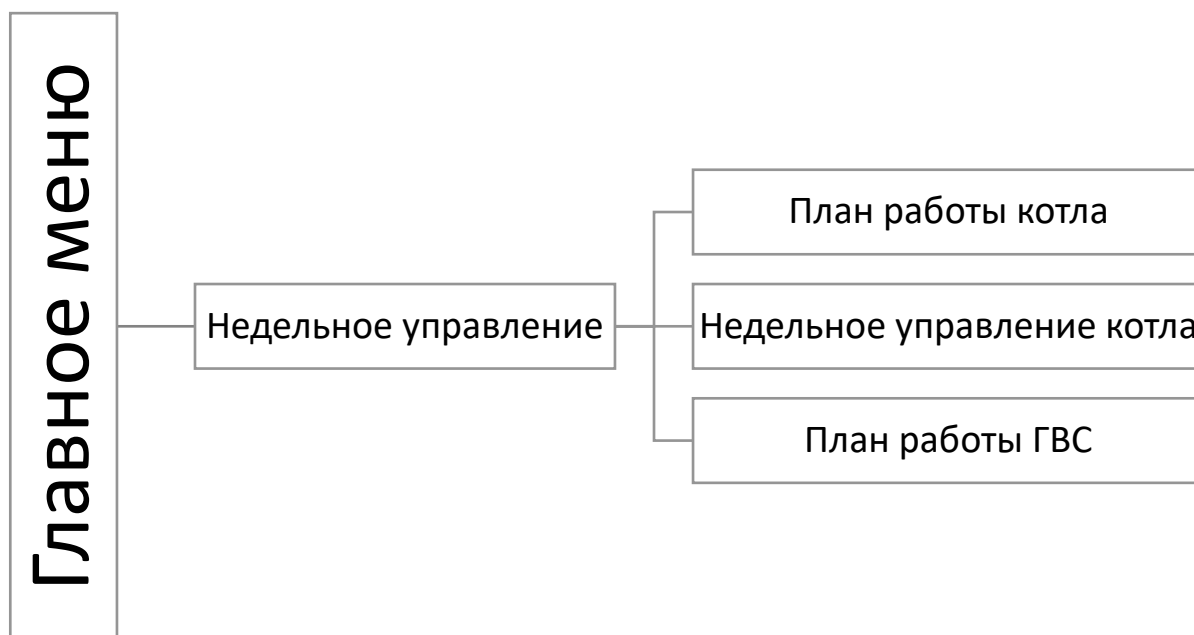 Главное меню
Недельное управление
План работы котла
Недельное управление котла
План работы ГВС